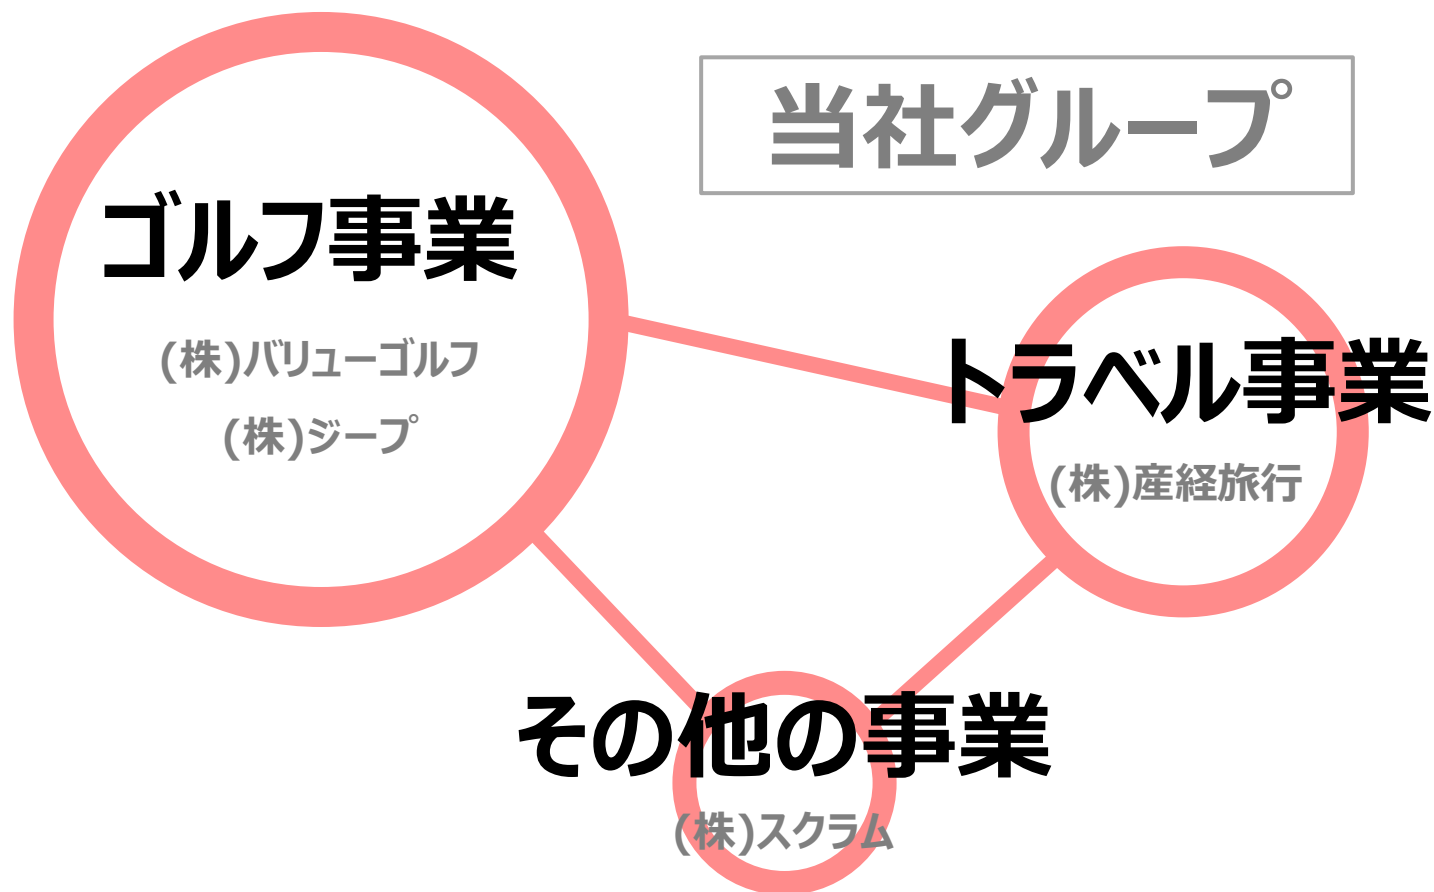 当社グループ
ゴルフ事業
(株)バリューゴルフ
(株)ジープ
トラベル事業
(株)産経旅行
その他の事業
(株)スクラム